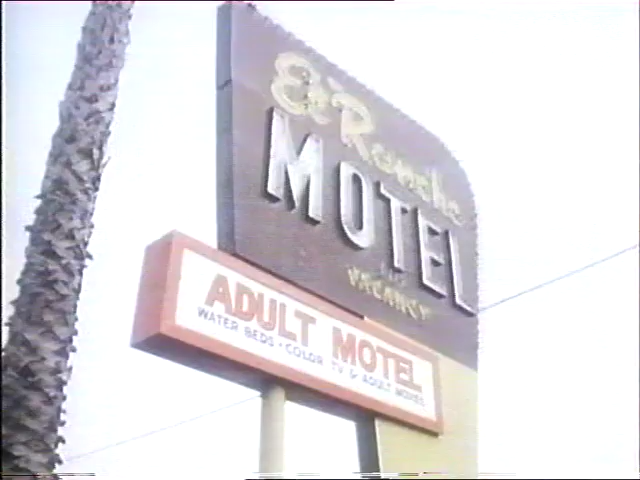 El Rancho
MOTEL
VACANCY
ADULT MOTEL
WATER BEDS • COLOR TV & ADULT MOVIES